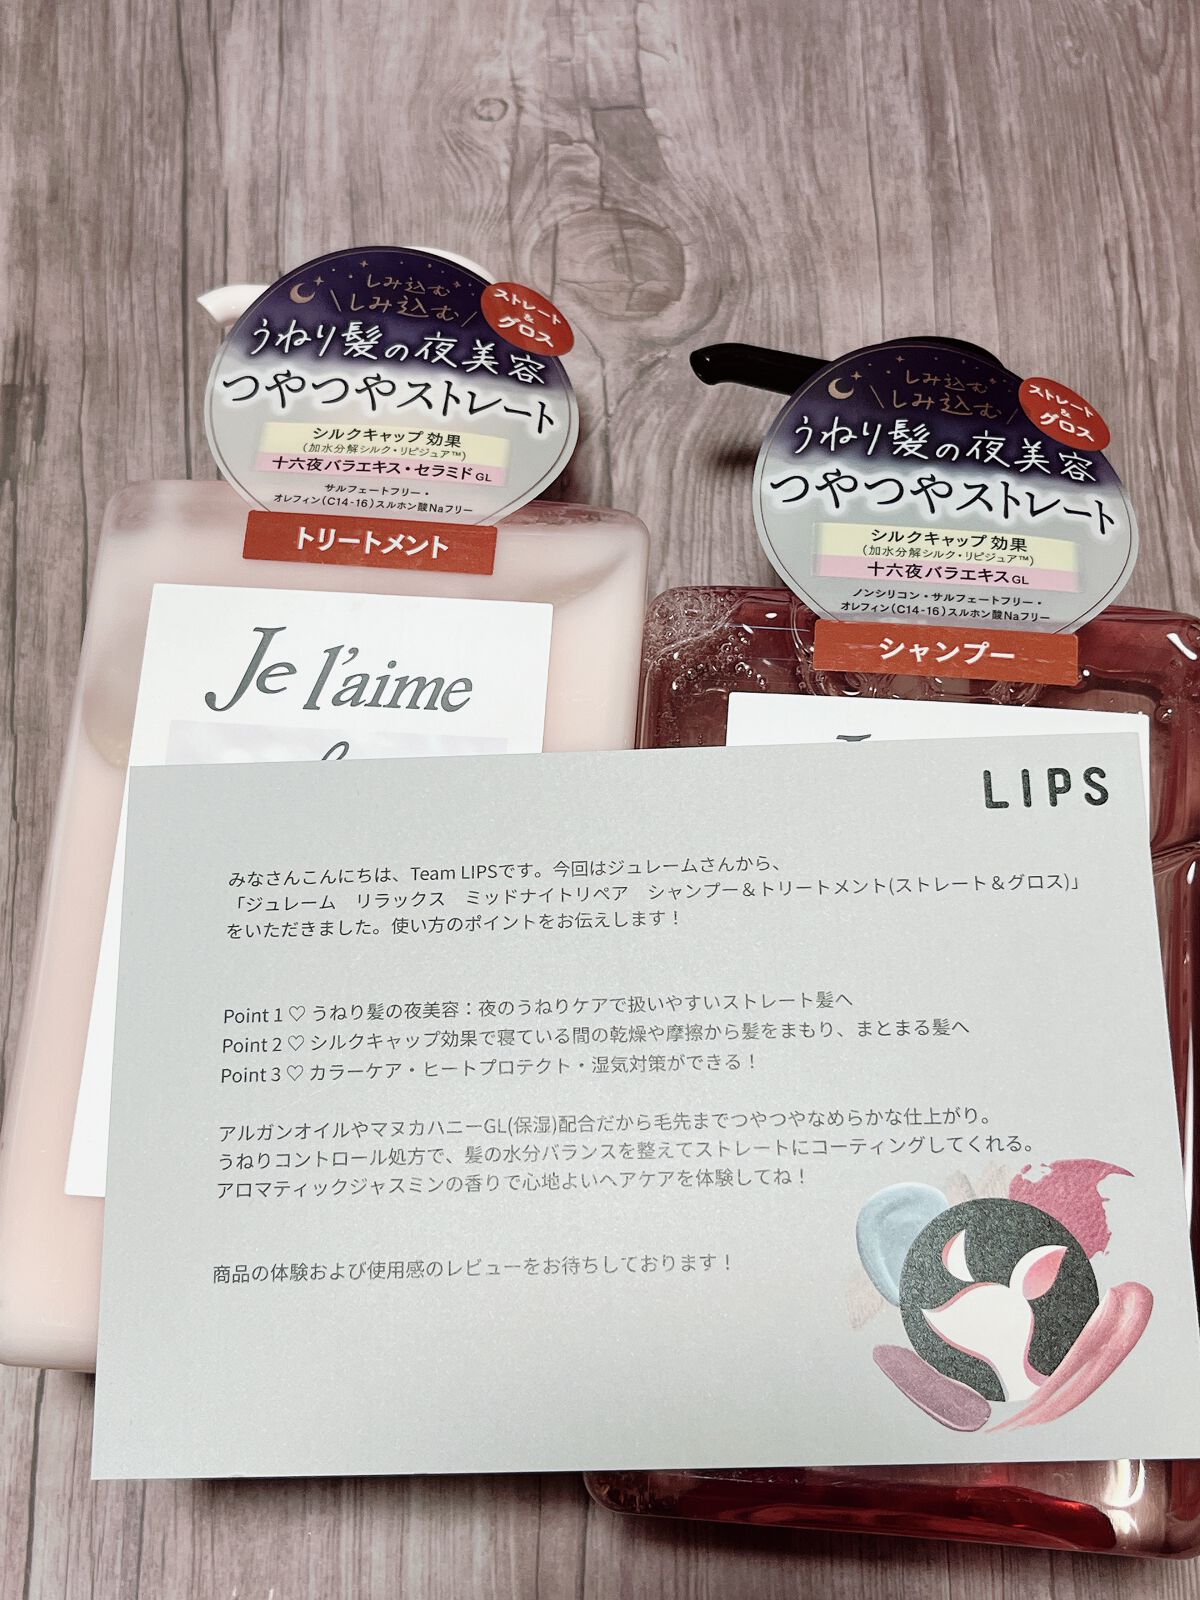 しみ込む
しみ込む
ストレート
&
グロス
うねり髪の夜美容
つやつやストレート
シルクキャップ効果
(加水分解シルク・リピジュア™)
十六夜バラエキス・セラミドGL
サルフェートフリー・
オレフィン(C14-16)スルホン酸Naフリー
トリートメント
Je l'aime
しみ込む
しみ込む
ストレート
&
グロス
うねり髪の夜美容
つやつやストレート
シルクキャップ効果
(加水分解シルク・リピジュア™)
十六夜バラエキスGL
ノンシリコン・サルフェートフリー・
オレフィン(C14-16)スルホン酸Naフリー
シャンプー
LIPS
みなさんこんにちは、Team LIPSです。今回はジュレームさんから、
「ジュレーム　リラックス　ミッドナイトリペア　シャンプー＆トリートメント(ストレート＆グロス)」
をいただきました。使い方のポイントをお伝えします！
Point 1 ♡ うねり髪の夜美容：夜のうねりケアで扱いやすいストレート髪へ
Point 2 ♡ シルクキャップ効果で寝ている間の乾燥や摩擦から髪をまもり、まとまる髪へ
Point 3 ♡ カラーケア・ヒートプロテクト・湿気対策ができる！
アルガンオイルやマヌカハニーGL(保湿)配合だから毛先までつやつやなめらかな仕上がり。
うねりコントロール処方で、髪の水分バランスを整えてストレートにコーティングしてくれる。
アロマティックジャスミンの香りで心地よいヘアケアを体験してね！
商品の体験および使用感のレビューをお待ちしております！